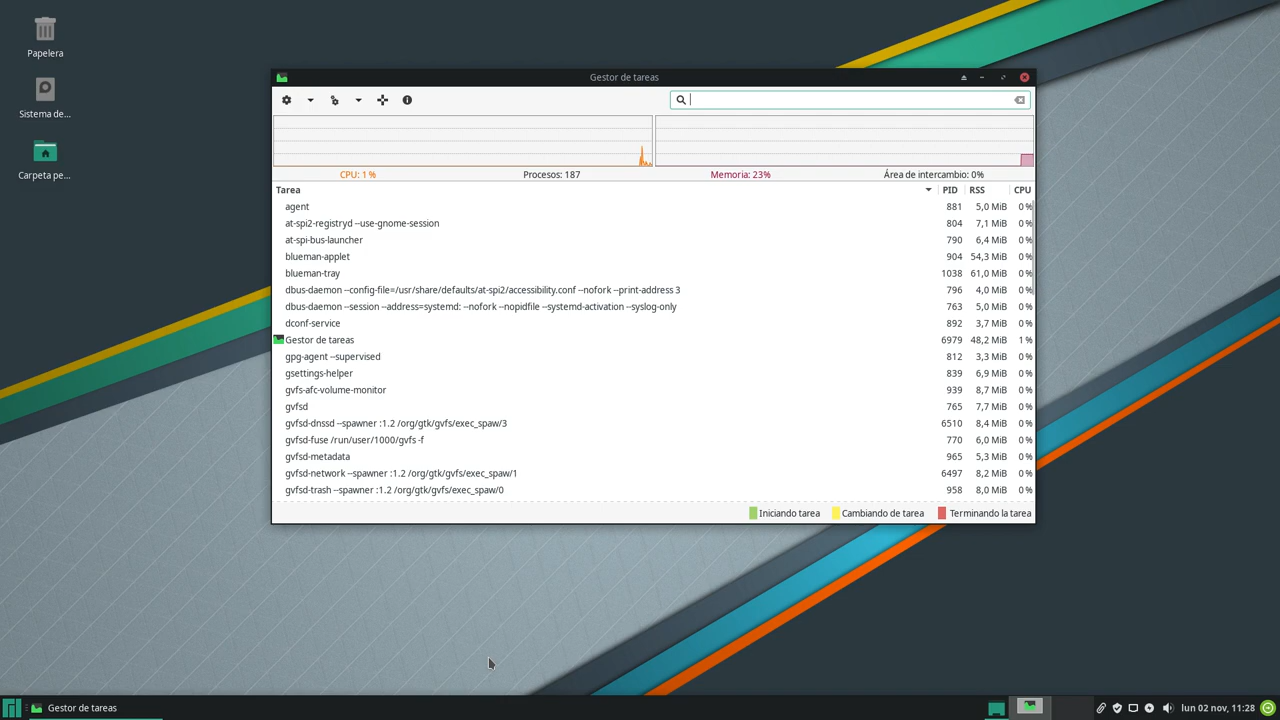 Papelera
Sistema de...
Carpeta pe...
Gestor de tareas
CPU: 1 %
Procesos: 187
Memoria: 23%
Área de intercambio: 0%
Tarea PID RSS CPU
agent 881 5,0 MiB 0 %
at-spi2-registryd --use-gnome-session 804 7,1 MiB 0 %
at-spi-bus-launcher 790 6,4 MiB 0 %
blueman-applet 904 54,3 MiB 0 %
blueman-tray 1038 61,0 MiB 0 %
dbus-daemon --config-file=/usr/share/defaults/at-spi2/accessibility.conf --nofork --print-address 3 796 4,0 MiB 0 %
dbus-daemon --session --address=systemd: --nofork --nopidfile --systemd-activation --syslog-only 763 5,0 MiB 0 %
dconf-service 892 3,7 MiB 0 %
Gestor de tareas 6979 48,2 MiB 1 %
gpg-agent --supervised 812 3,3 MiB 0 %
gsettings-helper 839 6,9 MiB 0 %
gvfs-afc-volume-monitor 939 8,7 MiB 0 %
gvfsd 765 7,7 MiB 0 %
gvfsd-dnssd --spawner :1.2 /org/gtk/gvfs/exec_spaw/3 6510 8,4 MiB 0 %
gvfsd-fuse /run/user/1000/gvfs -f 770 6,0 MiB 0 %
gvfsd-metadata 965 5,3 MiB 0 %
gvfsd-network --spawner :1.2 /org/gtk/gvfs/exec_spaw/1 6497 8,2 MiB 0 %
gvfsd-trash --spawner :1.2 /org/gtk/gvfs/exec_spaw/0 958 8,0 MiB 0 %
Iniciando tarea
Cambiando de tarea
Terminando la tarea
Gestor de tareas
lun 02 nov, 11:28